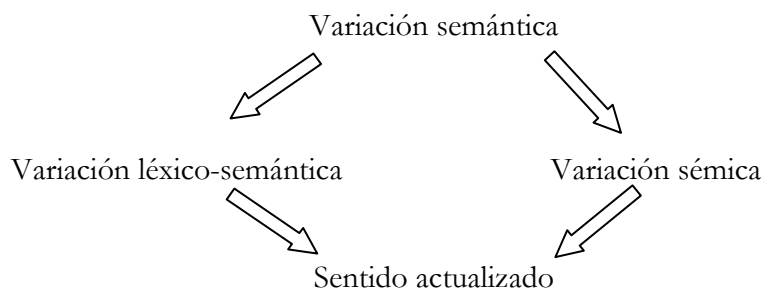 Variación semántica
Variación léxico-semántica
Variación sémica
Sentido actualizado